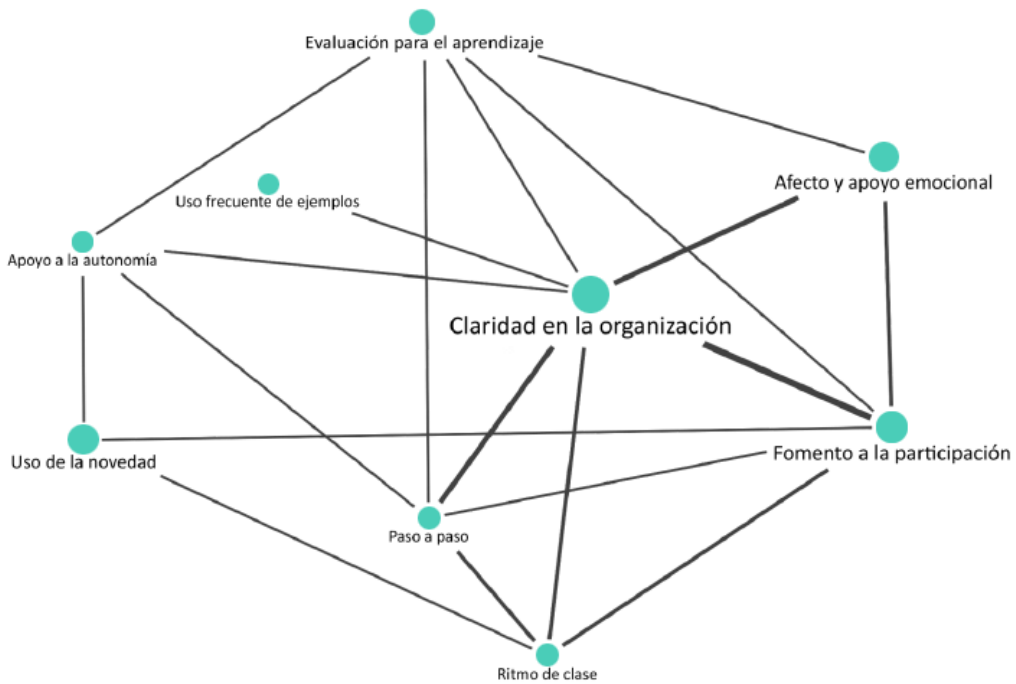 Evaluación para el aprendizaje
Afecto y apoyo emocional
Uso frecuente de ejemplos
Apoyo a la autonomía
Claridad en la organización
Fomento a la participación
Uso de la novedad
Paso a paso
Ritmo de clase